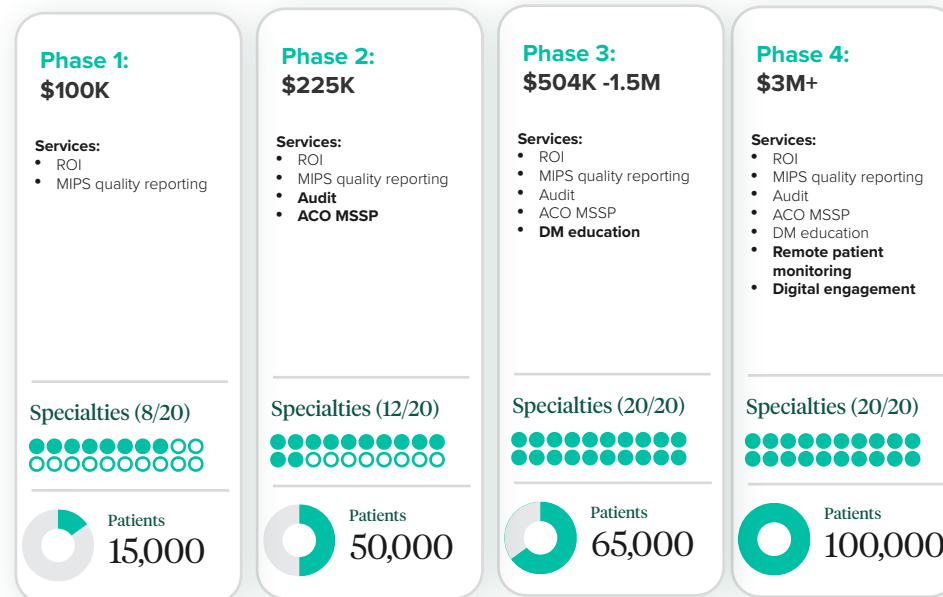 Phase 1:
$100K
Services:
• ROI
• MIPS quality reporting
Specialties (8/20)
Patients
15,000
Phase 2:
$225K
Services:
• ROI
• MIPS quality reporting
• Audit
• ACO MSSP
Specialties (12/20)
Patients
50,000
Phase 3:
$504K -1.5M
Services:
• ROI
• MIPS quality reporting
• Audit
• ACO MSSP
• DM education
Specialties (20/20)
Patients
65,000
Phase 4:
$3M+
Services:
• ROI
• MIPS quality reporting
• Audit
• ACO MSSP
• DM education
• Remote patient
monitoring
• Digital engagement
Specialties (20/20)
Patients
100,000